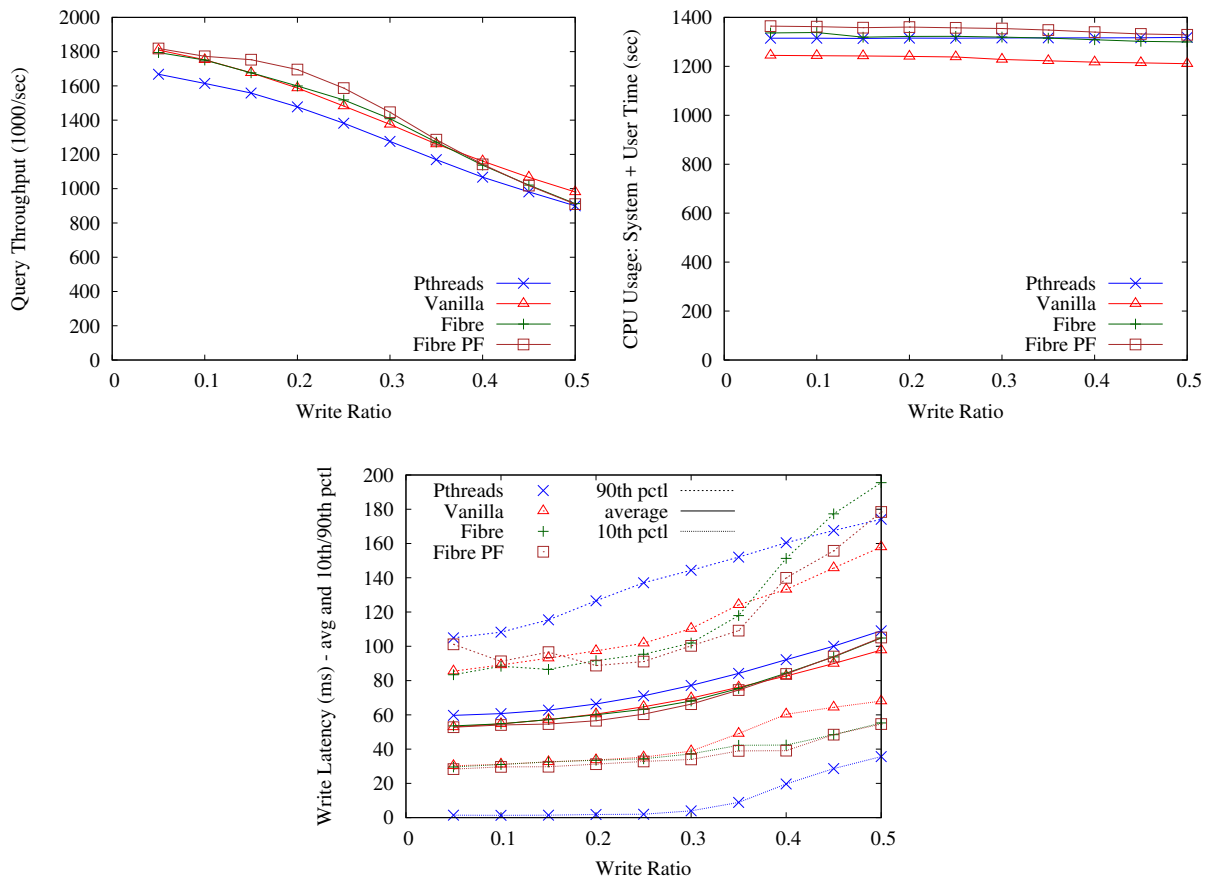 Query Throughput (1000/sec)
2000
1800
1600
1400
1200
1000
800
600
400
200
0
Pthreads
Vanilla
Fibre
Fibre PF
0 0.1 0.2 0.3 0.4 0.5
Write Ratio
CPU Usage: System + User Time (sec)
1400
1200
1000
800
600
400
200
0
Pthreads
Vanilla
Fibre
Fibre PF
0 0.1 0.2 0.3 0.4 0.5
Write Ratio
Write Latency (ms) - avg and 10th/90th pctl
200
180
160
140
120
100
80
60
40
20
0
Pthreads
Vanilla
Fibre
Fibre PF
90th pctl
average
10th pctl
0 0.1 0.2 0.3 0.4 0.5
Write Ratio